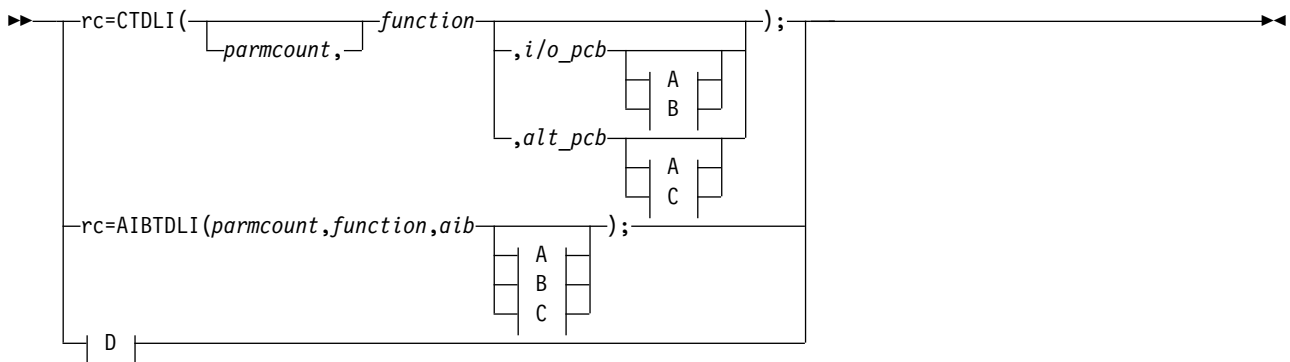 rc=CTDLI( function );
parmcount, ,i/o_pcb
A
B
,alt_pcb
A
C
rc=AIBTDLI(parmcount,function,aib );
A
B
C
D